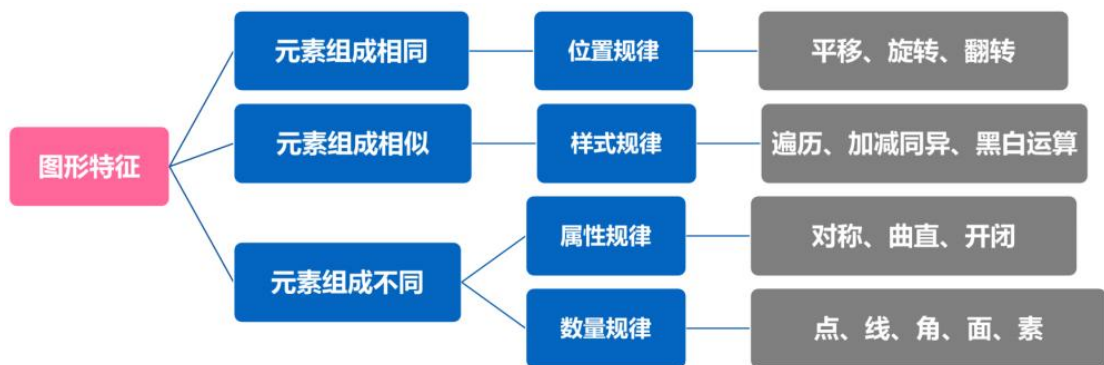 图形特征
元素组成相同
位置规律
平移、旋转、翻转
元素组成相似
样式规律
遍历、加减同异、黑白运算
元素组成不同
属性规律
对称、曲直、开闭
数量规律
点、线、角、面、素